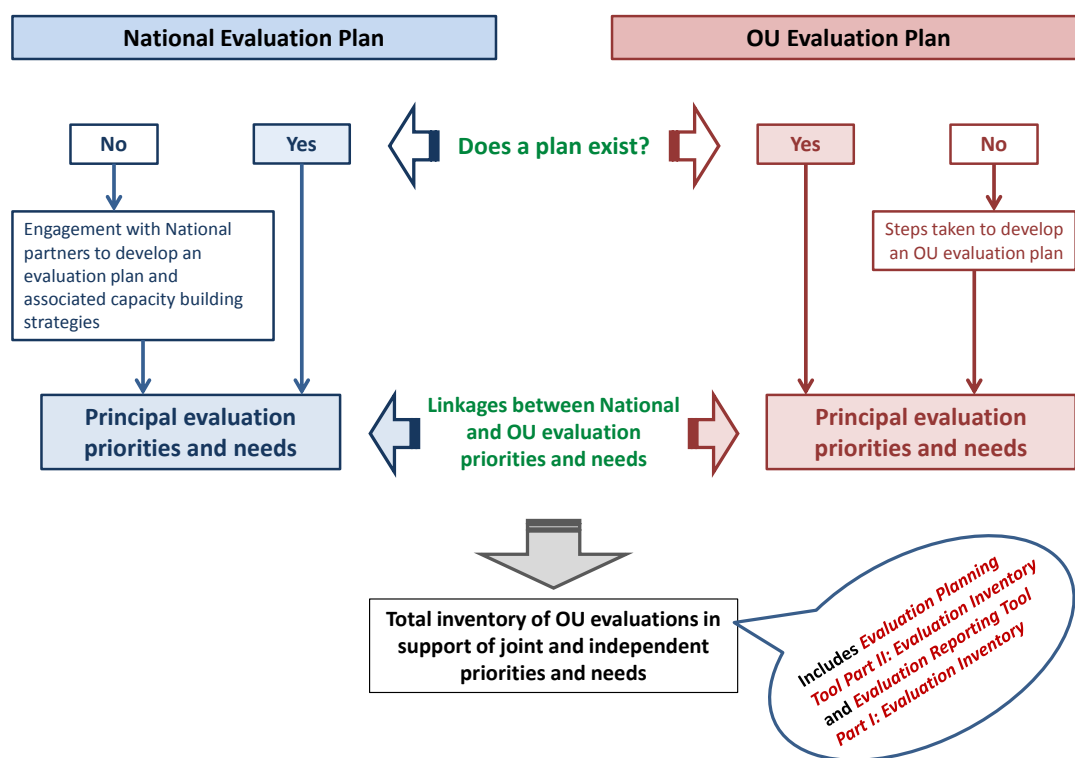 National Evaluation Plan
OU Evaluation Plan
No
Yes
Does a plan exist?
Yes
No
Engagement with National
partners to develop an
evaluation plan and
associated capacity building
strategies
Steps taken to develop
an OU evaluation plan
Principal evaluation
priorities and needs
Linkages between National
and OU evaluation
priorities and needs
Principal evaluation
priorities and needs
Total inventory of OU evaluations in
support of joint and independent
priorities and needs
Includes Evaluation Planning
Tool Part II: Evaluation Inventory
and Evaluation Reporting Tool
Part I: Evaluation Inventory